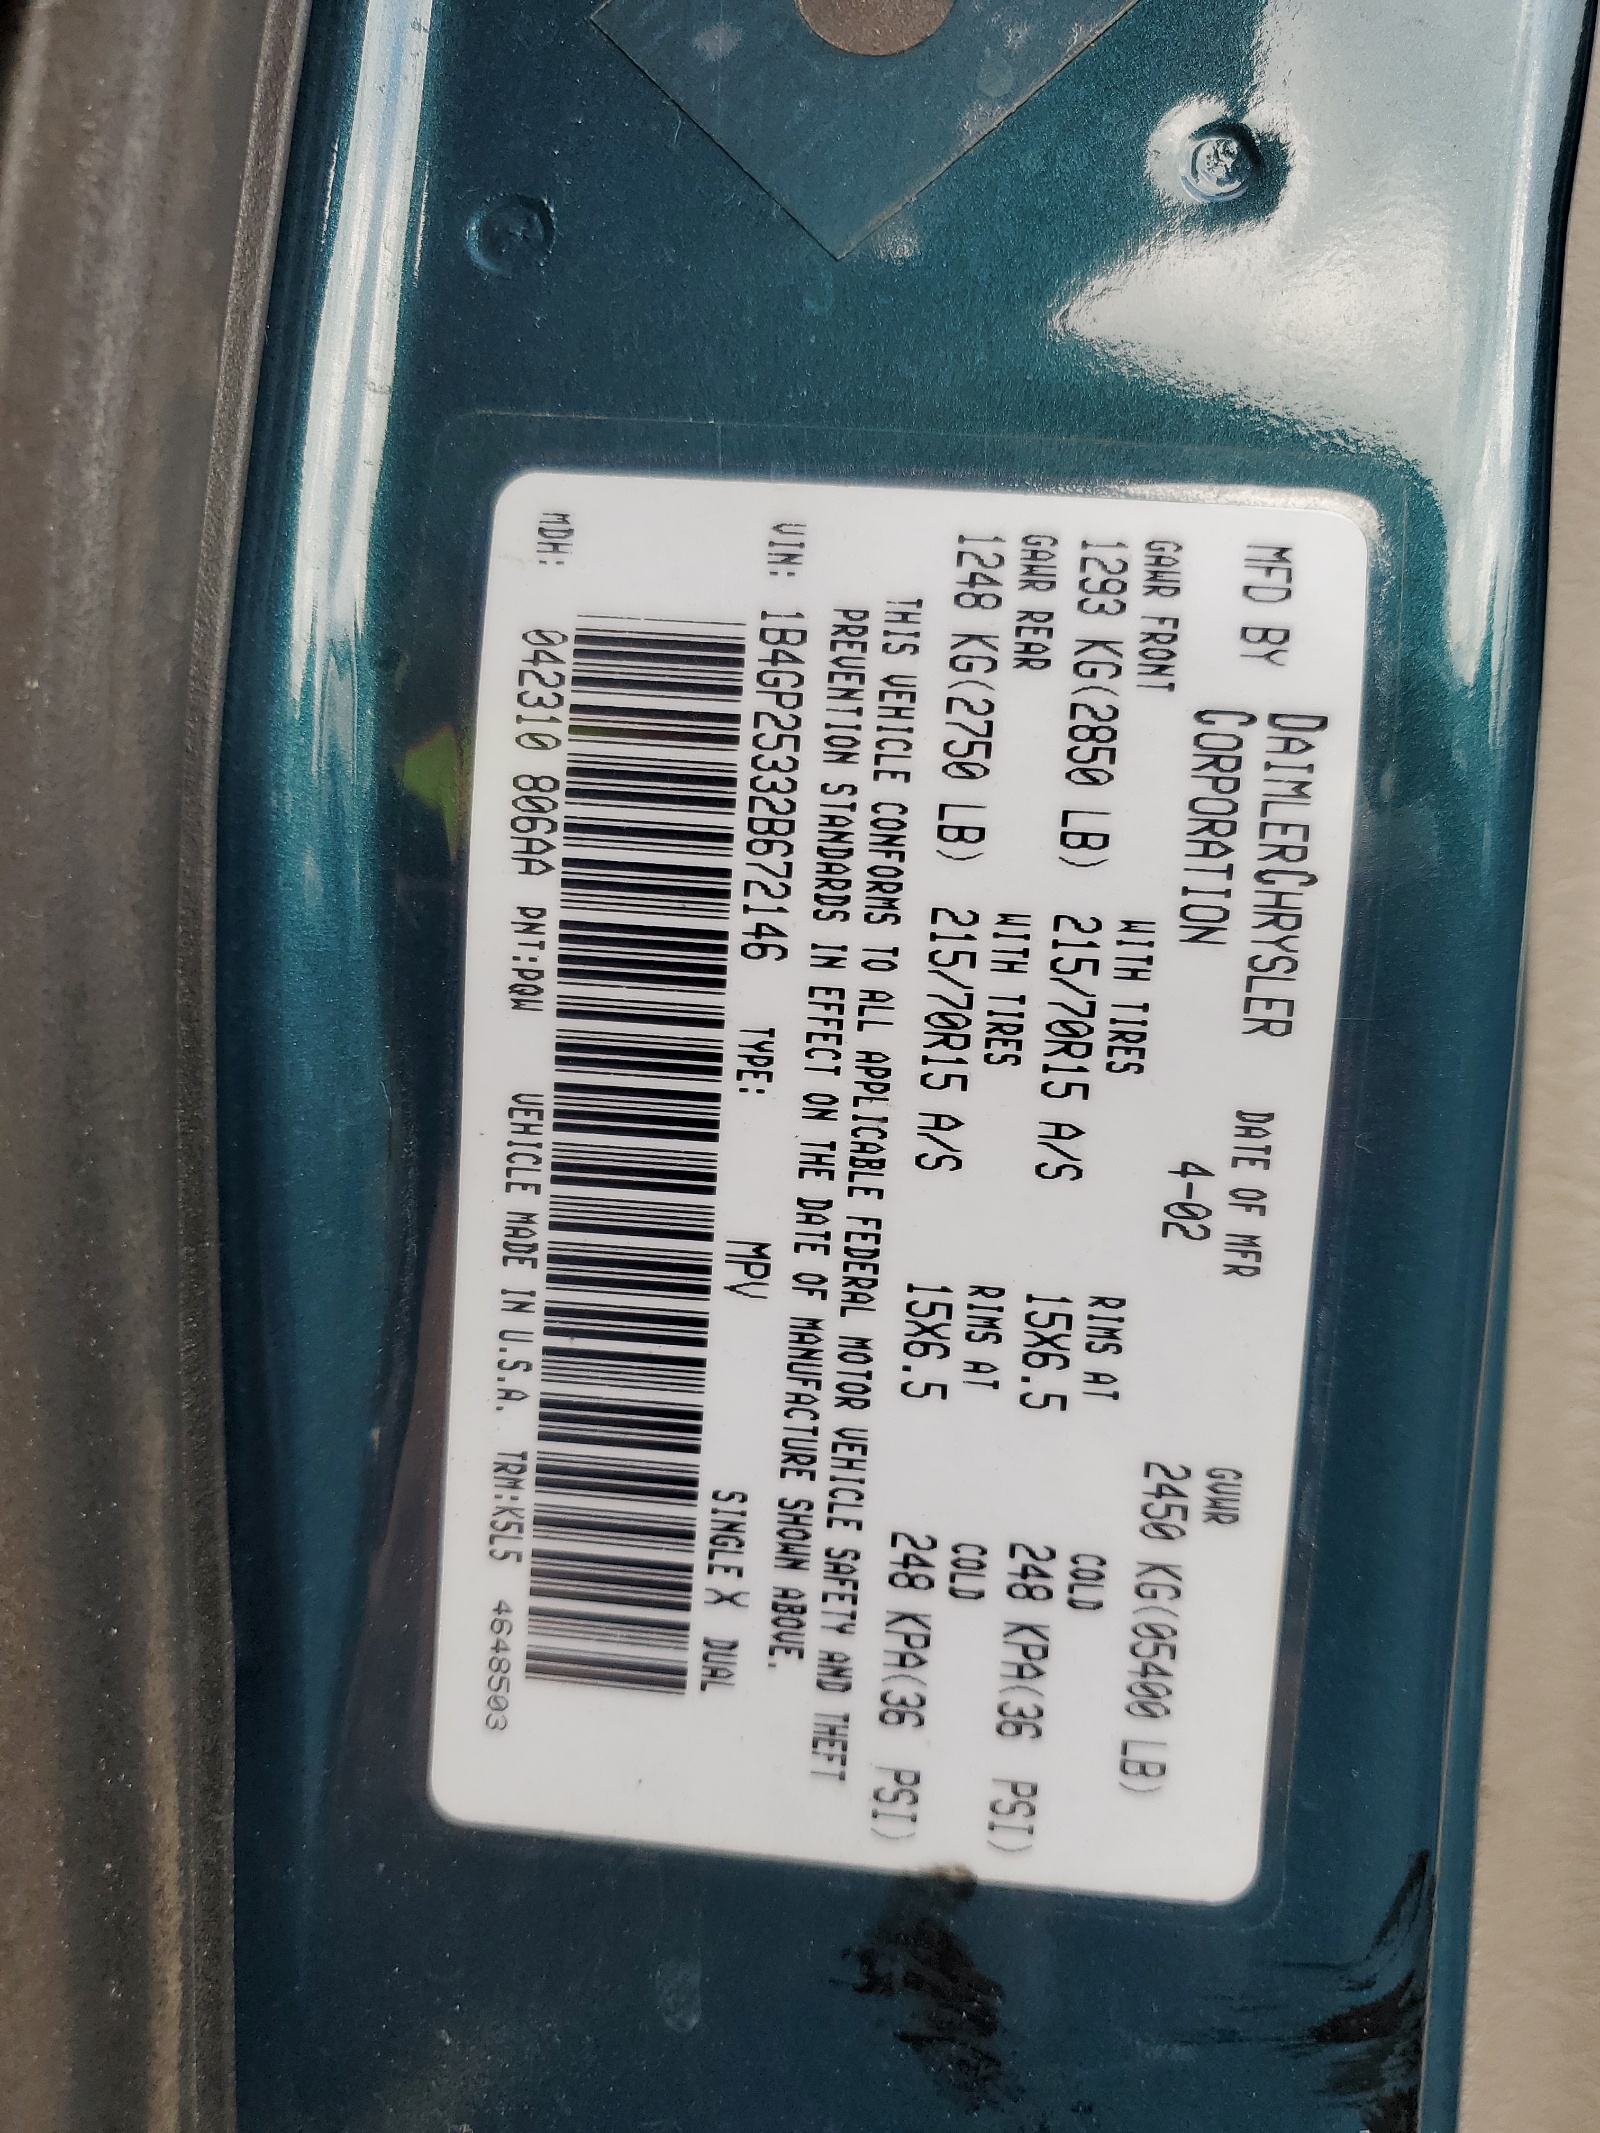 MFD BY DAIMLERCHRYSLER CORPORATION DATE OF MFR 4-02 GVWR 2450 KG(05400 LB)
GAWR FRONT WITH TIRES RIMS AT COLD
1293 KG(2850 LB) 215/70R15 A/S 15X6.5 248 KPA(36 PSI)
GAWR REAR WITH TIRES RIMS AT COLD
1248 KG(2750 LB) 215/70R15 A/S 15X6.5 248 KPA(36 PSI)
THIS VEHICLE CONFORMS TO ALL APPLICABLE FEDERAL MOTOR VEHICLE SAFETY AND THEFT
PREVENTION STANDARDS IN EFFECT ON THE DATE OF MANUFACTURE SHOWN ABOVE.
VIN: 1B4GP25332B672146 TYPE: MPV SINGLE X DUAL
MDH: 042310 806AA PNT:PQW VEHICLE MADE IN U.S.A. TRM:K5L5 4648503